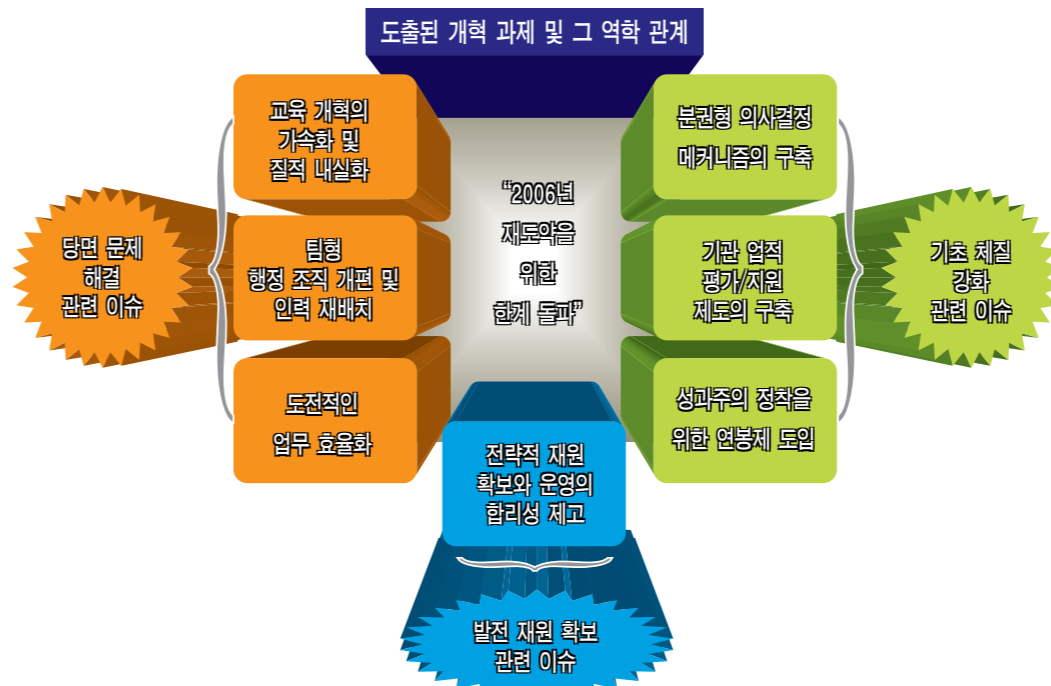 도출된 개혁 과제 및 그 역학 관계
교육 개혁의
가속화 및
질적 내실화
팀형
행정 조직 개편 및
인력 재배치
도전적인
업무 효율화
당면 문제
해결
관련 이슈
“2006년
재도약을
위한
한계 돌파”
분권형 의사결정
메커니즘의 구축
기관 업적
평가/지원
제도의 구축
성과주의 정착을
위한 연봉제 도입
기초 체질
강화
관련 이슈
전략적 재원
확보와 운영의
합리성 제고
발전 재원 확보
관련 이슈